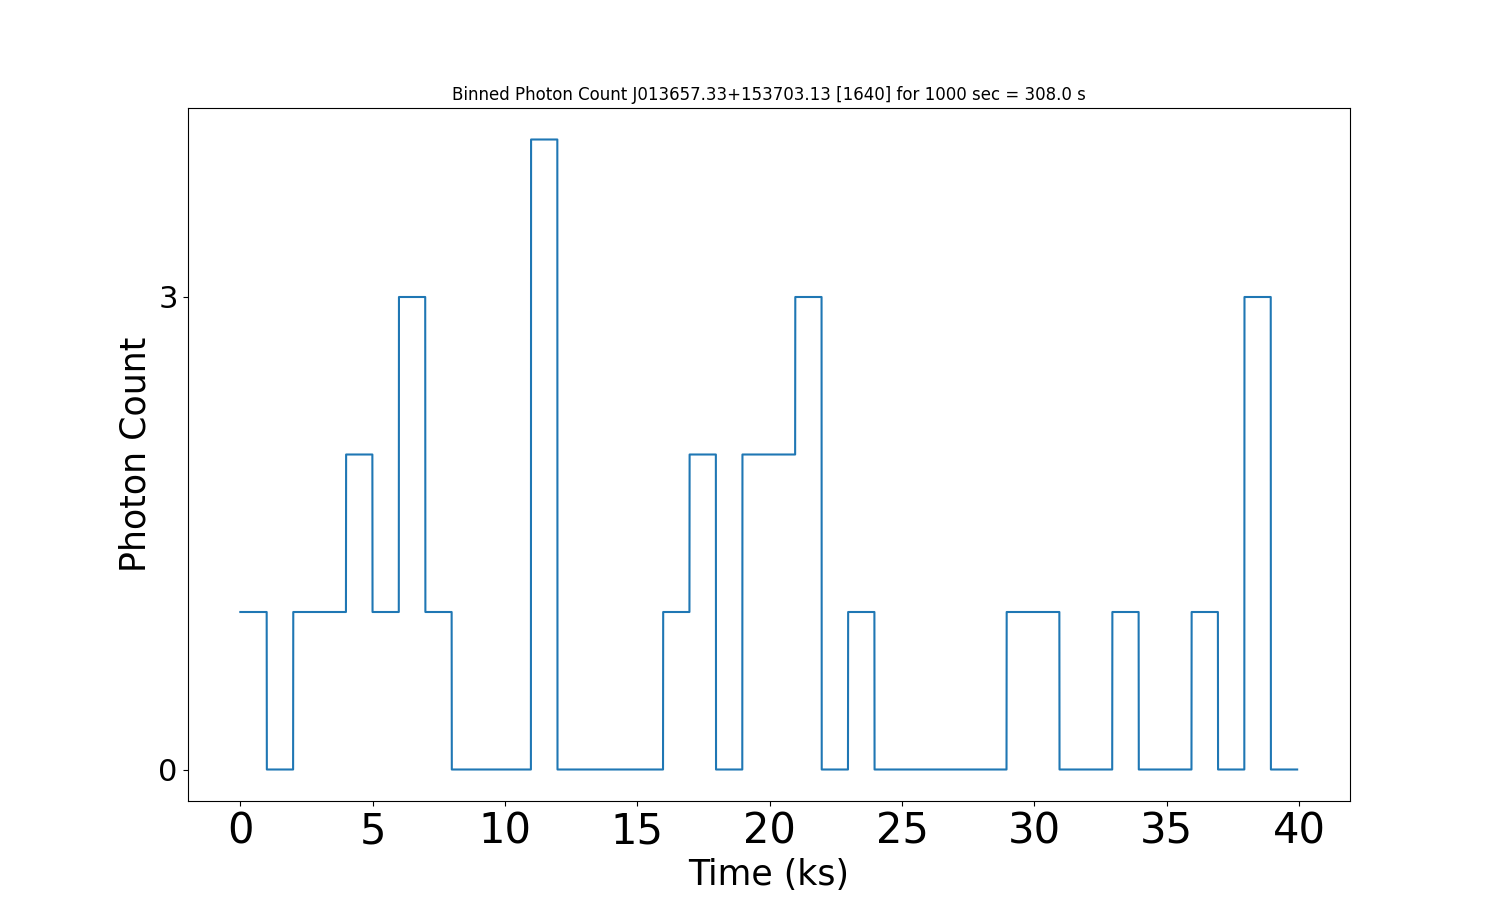 Binned Photon Count J013657.33+153703.13 [1640] for 1000 sec = 308.0 s
3
Photon Count
0
0 5 10 15 20 25 30 35 40
Time (ks)